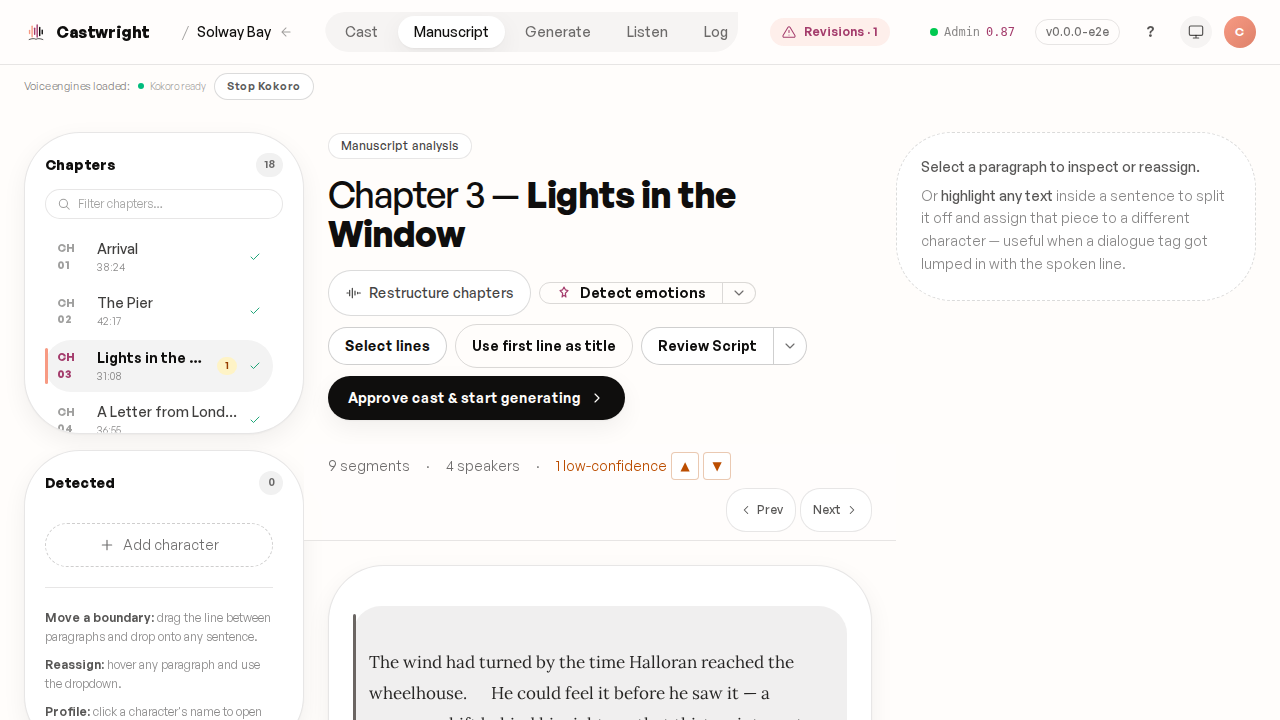 Castwright / Solway Bay Cast Manuscript Generate Listen Log Revisions · 1 Admin 0.87 v0.0.0-e2e ? C
Voice engines loaded: Kokoro ready Stop Kokoro
Chapters 18
Filter chapters...
CH 01 Arrival
38:24
CH 02 The Pier
42:17
CH 03 Lights in the ... 1
31:08
CH 04 A Letter from Lond...
36:55
Detected 0
Add character
Move a boundary: drag the line between
paragraphs and drop onto any sentence.
Reassign: hover any paragraph and use
the dropdown.
Profile: click a character's name to open
Manuscript analysis
Chapter 3 — Lights in the
Window
Restructure chapters Detect emotions
Select lines Use first line as title Review Script
Approve cast & start generating
9 segments · 4 speakers · 1 low-confidence ▲ ▼
Prev Next
The wind had turned by the time Halloran reached the
wheelhouse. He could feel it before he saw it — a
Select a paragraph to inspect or reassign.
Or highlight any text inside a sentence to split
it off and assign that piece to a different
character — useful when a dialogue tag got
lumped in with the spoken line.